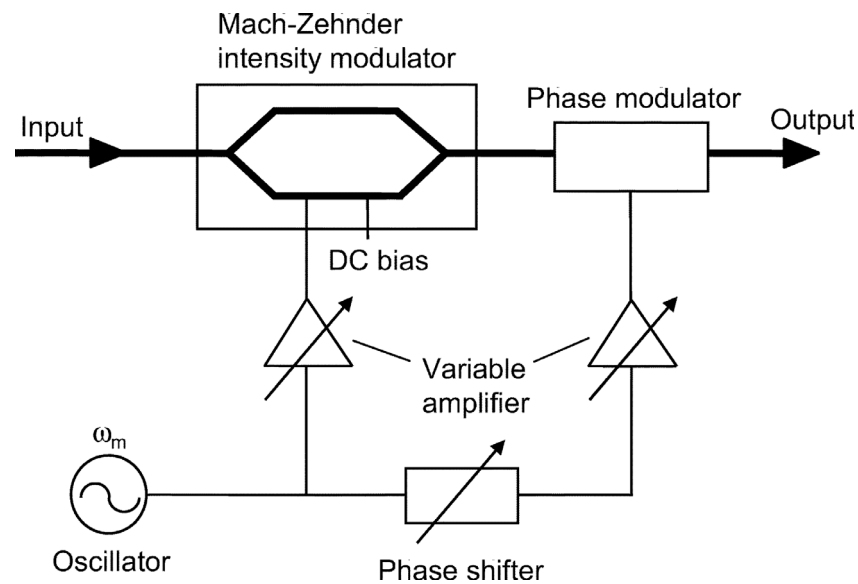 Mach-Zehnder
intensity modulator
Phase modulator
Input
Output
DC bias
Variable
amplifier
ωm
Oscillator
Phase shifter